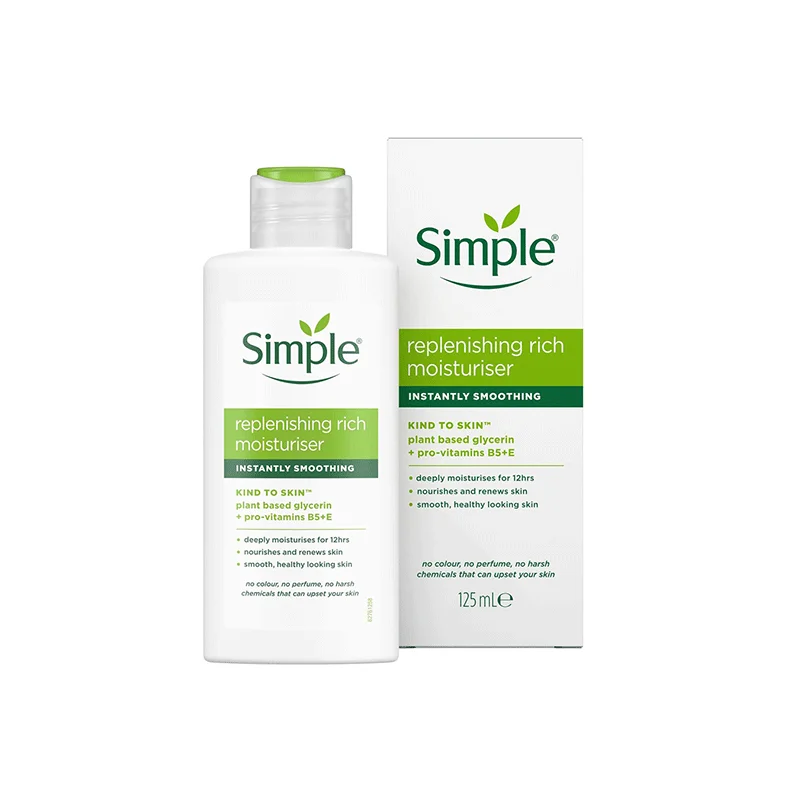 Simple®
replenishing rich
moisturiser
INSTANTLY SMOOTHING
KIND TO SKIN™
plant based glycerin
+ pro-vitamins B5+E
• deeply moisturises for 12hrs
• nourishes and renews skin
• smooth, healthy looking skin
no colour, no perfume, no harsh
chemicals that can upset your skin
Simple®
replenishing rich
moisturiser
INSTANTLY SMOOTHING
KIND TO SKIN™
plant based glycerin
+ pro-vitamins B5+E
• deeply moisturises for 12hrs
• nourishes and renews skin
• smooth, healthy looking skin
no colour, no perfume, no harsh
chemicals that can upset your skin
125 mL℮